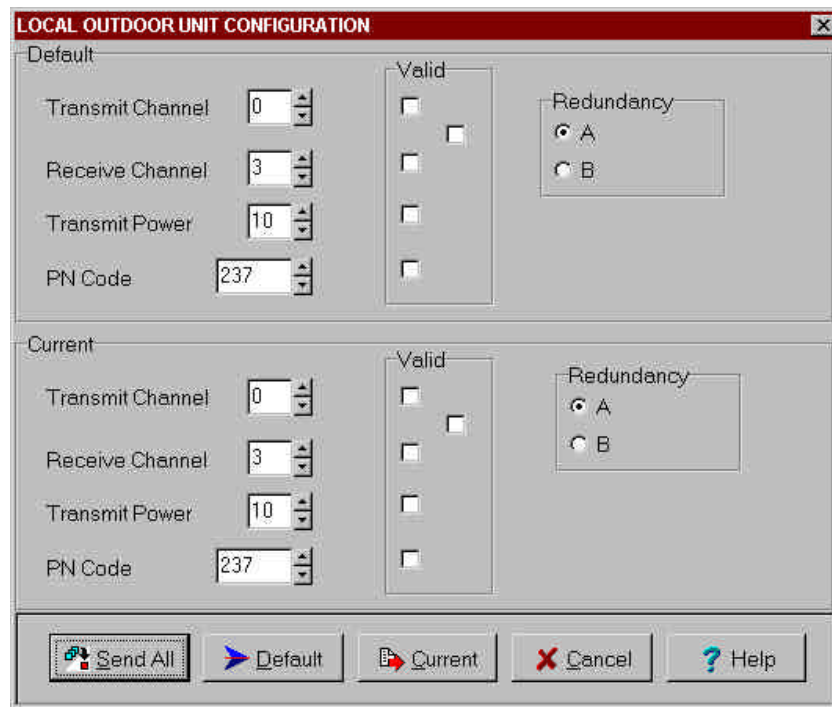 LOCAL OUTDOOR UNIT CONFIGURATION
Default
Valid
Transmit Channel 0
Receive Channel 3
Transmit Power 10
PN Code 237
Redundancy
A
B
Current
Valid
Transmit Channel 0
Receive Channel 3
Transmit Power 10
PN Code 237
Redundancy
A
B
Send All Default Current Cancel ? Help